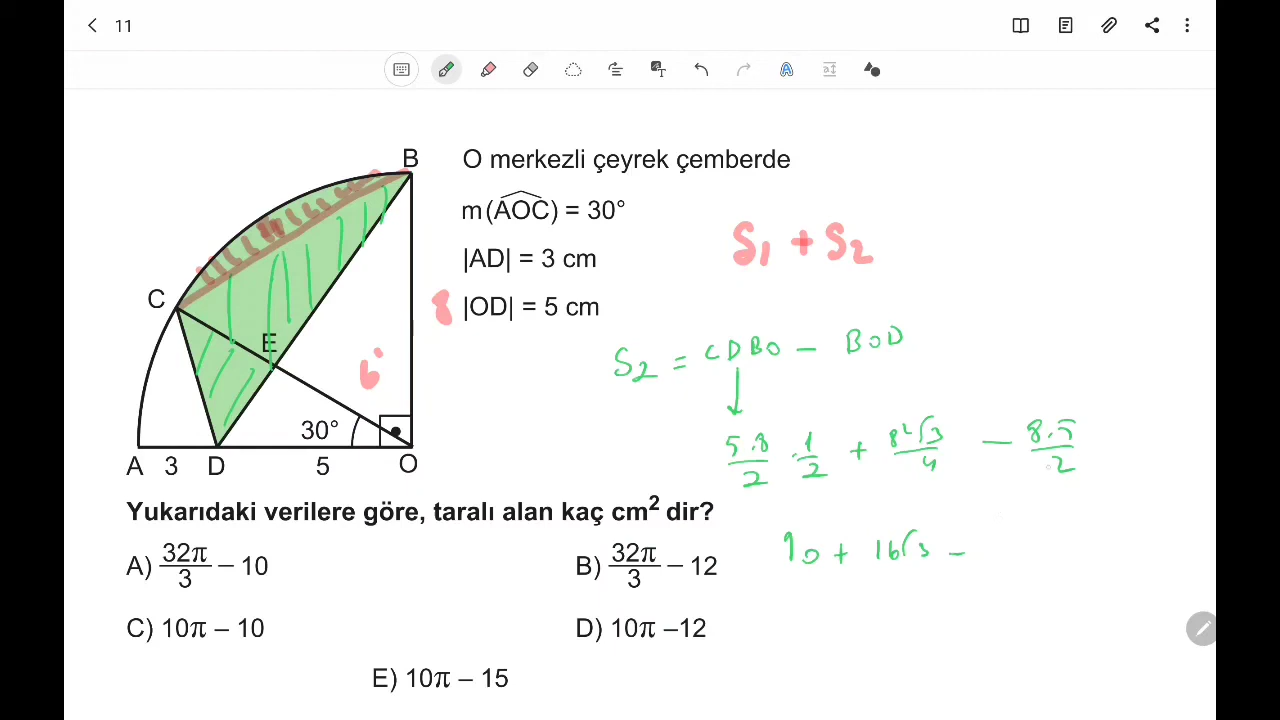 11
B
O merkezli çeyrek çemberde
m(AOC) = 30°
|AD| = 3 cm
8 |OD| = 5 cm
S₁ + S₂
C
E
30°
A 3 D 5 O
S₂ = CDBO − BOD
5.8/2 . 1/2 + 8²√3/4 − 8.5/2
10 + 16√3 −
Yukarıdaki verilere göre, taralı alan kaç cm² dir?
A) 32π/3 − 10
B) 32π/3 − 12
C) 10π − 10
D) 10π −12
E) 10π − 15